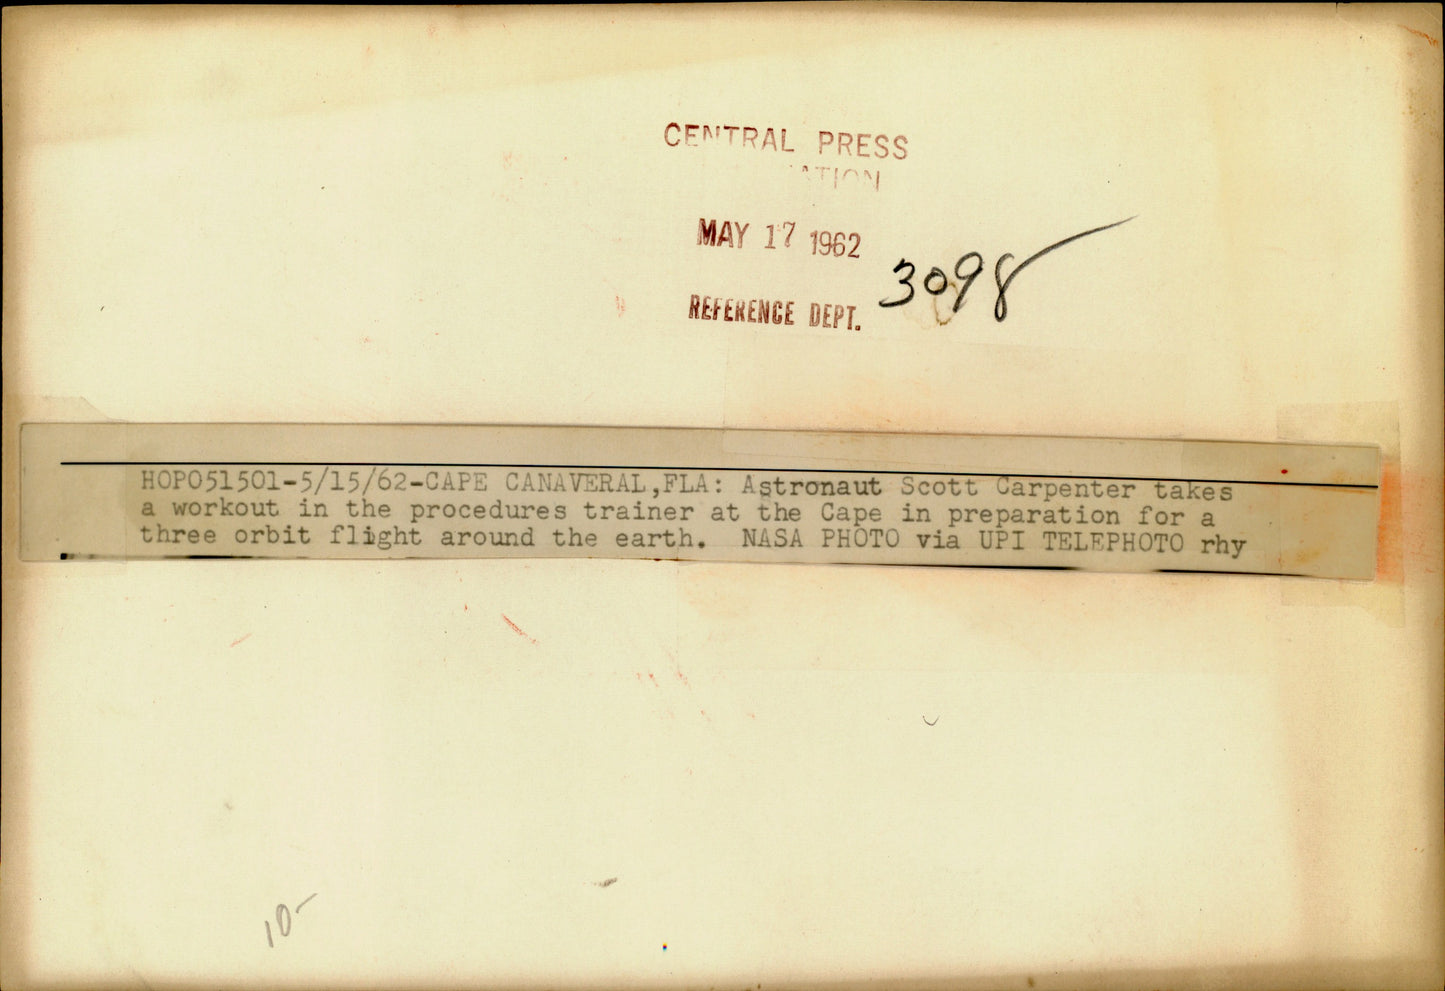 CENTRAL PRESS
MAY 17 1962
3098
REFERENCE DEPT.
HOP051501-5/15/62-CAPE CANAVERAL,FLA: Astronaut Scott Carpenter takes
a workout in the procedures trainer at the Cape in preparation for a
three orbit flight around the earth. NASA PHOTO via UPI TELEPHOTO rhy
10-